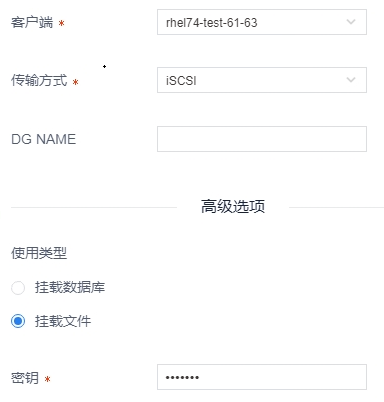 客户端 *
rhel74-test-61-63
传输方式 *
iSCSI
DG NAME
高级选项
使用类型
挂载数据库
挂载文件
密钥 *
•••••••